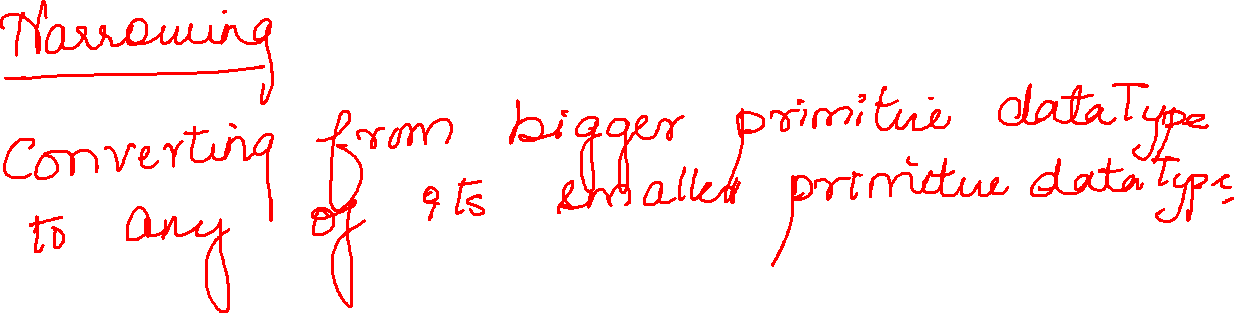 Narrowing
Converting from bigger primitive dataType
to any of its smaller primitive dataType